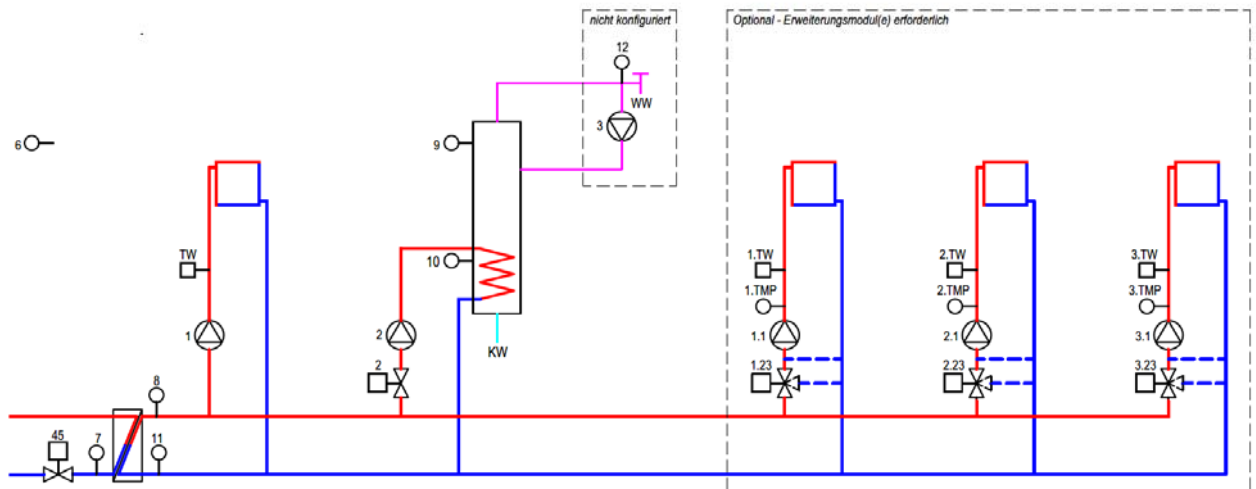 nicht konfiguriert
Optional - Erweiterungsmodul(e) erforderlich
12
WW
3
6
9
TW
10
1.TW
2.TW
3.TW
1.TMP
2.TMP
3.TMP
1
2
1.1
2.1
3.1
KW
2
1.23
2.23
3.23
8
45
7
11